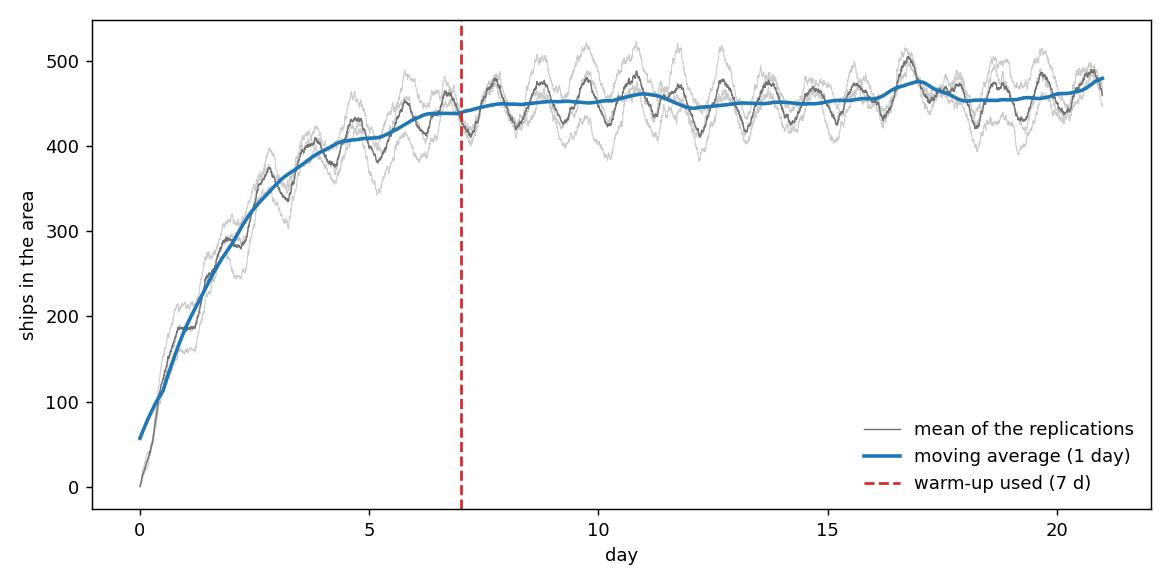 500
400
300
200
100
0
ships in the area
mean of the replications
moving average (1 day)
warm-up used (7 d)
0 5 10 15 20
day